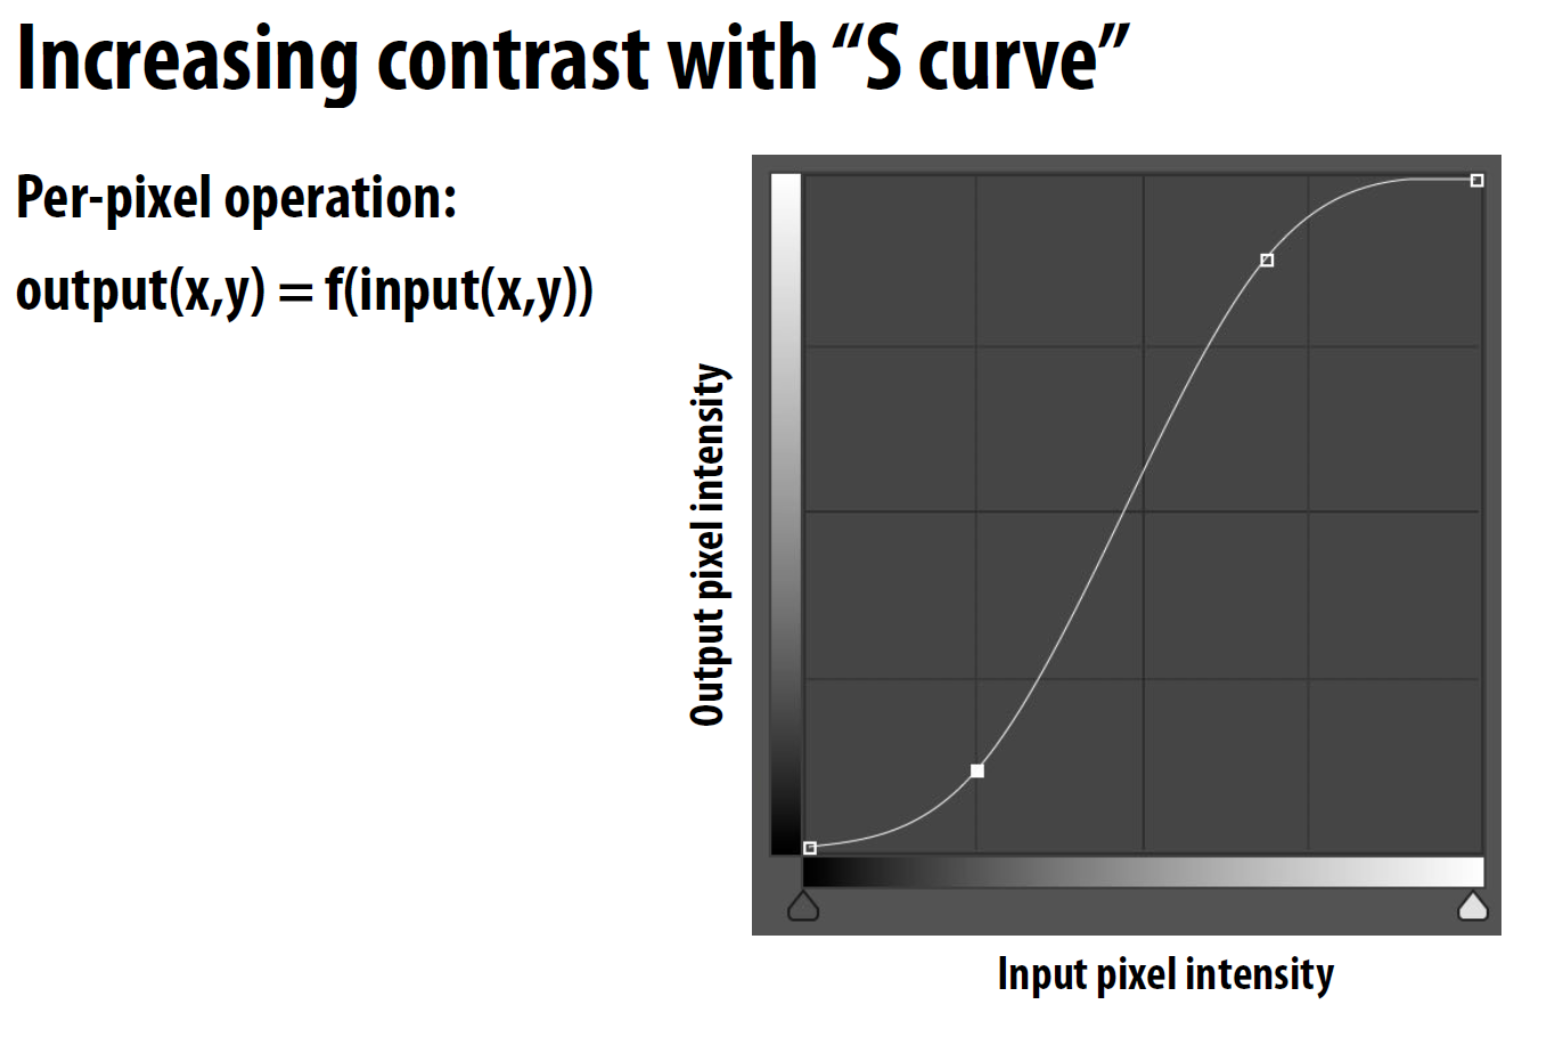 Increasing contrast with “S curve”
Per-pixel operation:
output(x,y) = f(input(x,y))
Output pixel intensity
Input pixel intensity